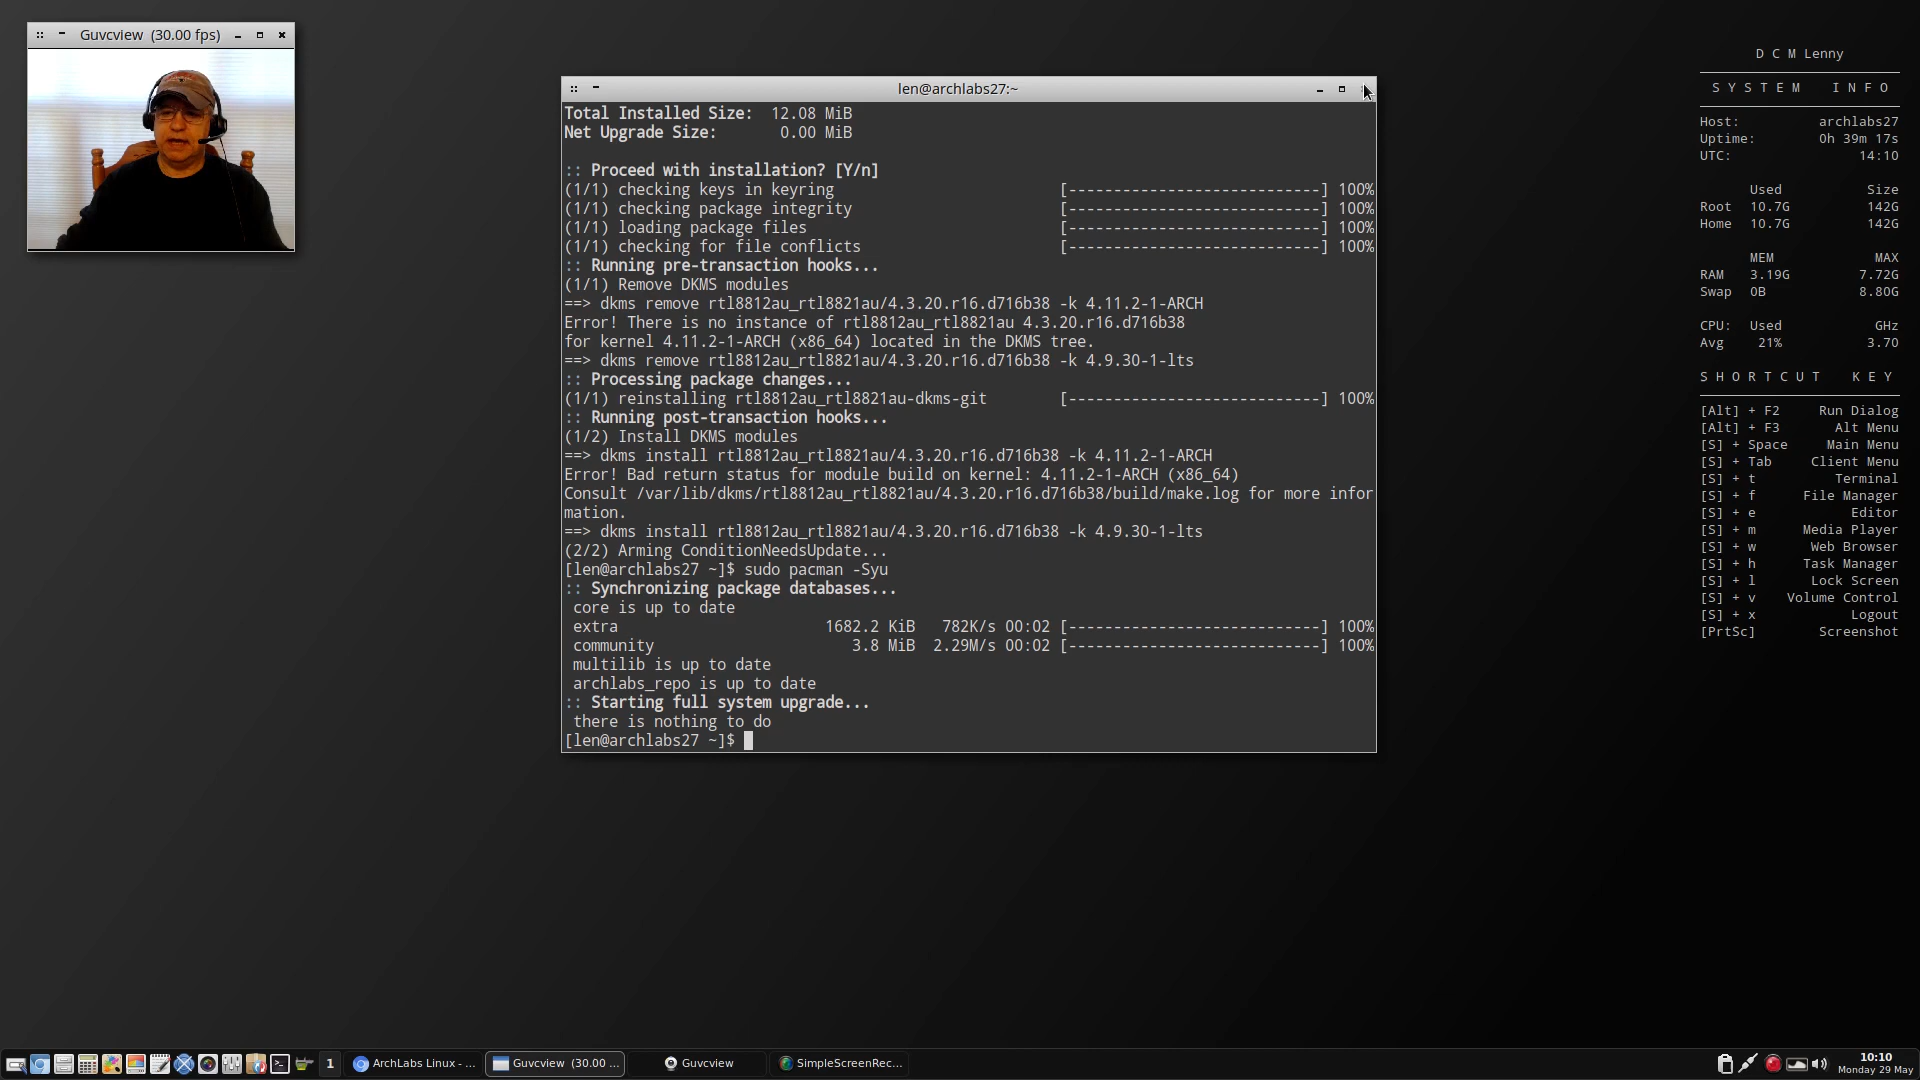 Guvcview (30.00 fps)
len@archlabs27:~
Total Installed Size: 12.08 MiB
Net Upgrade Size: 0.00 MiB
:: Proceed with installation? [Y/n]
(1/1) checking keys in keyring [----------------------------] 100%
(1/1) checking package integrity [----------------------------] 100%
(1/1) loading package files [----------------------------] 100%
(1/1) checking for file conflicts [----------------------------] 100%
:: Running pre-transaction hooks...
(1/1) Remove DKMS modules
==> dkms remove rtl8812au_rtl8821au/4.3.20.r16.d716b38 -k 4.11.2-1-ARCH
Error! There is no instance of rtl8812au_rtl8821au 4.3.20.r16.d716b38
for kernel 4.11.2-1-ARCH (x86_64) located in the DKMS tree.
==> dkms remove rtl8812au_rtl8821au/4.3.20.r16.d716b38 -k 4.9.30-1-lts
:: Processing package changes...
(1/1) reinstalling rtl8812au_rtl8821au-dkms-git [----------------------------] 100%
:: Running post-transaction hooks...
(1/2) Install DKMS modules
==> dkms install rtl8812au_rtl8821au/4.3.20.r16.d716b38 -k 4.11.2-1-ARCH
Error! Bad return status for module build on kernel: 4.11.2-1-ARCH (x86_64)
Consult /var/lib/dkms/rtl8812au_rtl8821au/4.3.20.r16.d716b38/build/make.log for more infor
mation.
==> dkms install rtl8812au_rtl8821au/4.3.20.r16.d716b38 -k 4.9.30-1-lts
(2/2) Arming ConditionNeedsUpdate...
[len@archlabs27 ~]$ sudo pacman -Syu
:: Synchronizing package databases...
core is up to date
extra 1682.2 KiB 782K/s 00:02 [----------------------------] 100%
community 3.8 MiB 2.29M/s 00:02 [----------------------------] 100%
multilib is up to date
archlabs_repo is up to date
:: Starting full system upgrade...
there is nothing to do
[len@archlabs27 ~]$
D C M Lenny
SYSTEM INFO
Host: archlabs27
Uptime: 0h 39m 17s
UTC: 14:10
Used Size
Root 10.7G 142G
Home 10.7G 142G
MEM MAX
RAM 3.19G 7.72G
Swap 0B 8.80G
CPU: Used GHz
Avg 21% 3.70
SHORTCUT KEY
[Alt] + F2 Run Dialog
[Alt] + F3 Alt Menu
[S] + Space Main Menu
[S] + Tab Client Menu
[S] + t Terminal
[S] + f File Manager
[S] + e Editor
[S] + m Media Player
[S] + w Web Browser
[S] + h Task Manager
[S] + l Lock Screen
[S] + v Volume Control
[S] + x Logout
[PrtSc] Screenshot
1 ArchLabs Linux - ... Guvcview (30.00 ... Guvcview SimpleScreenRec...
10:10
Monday 29 May